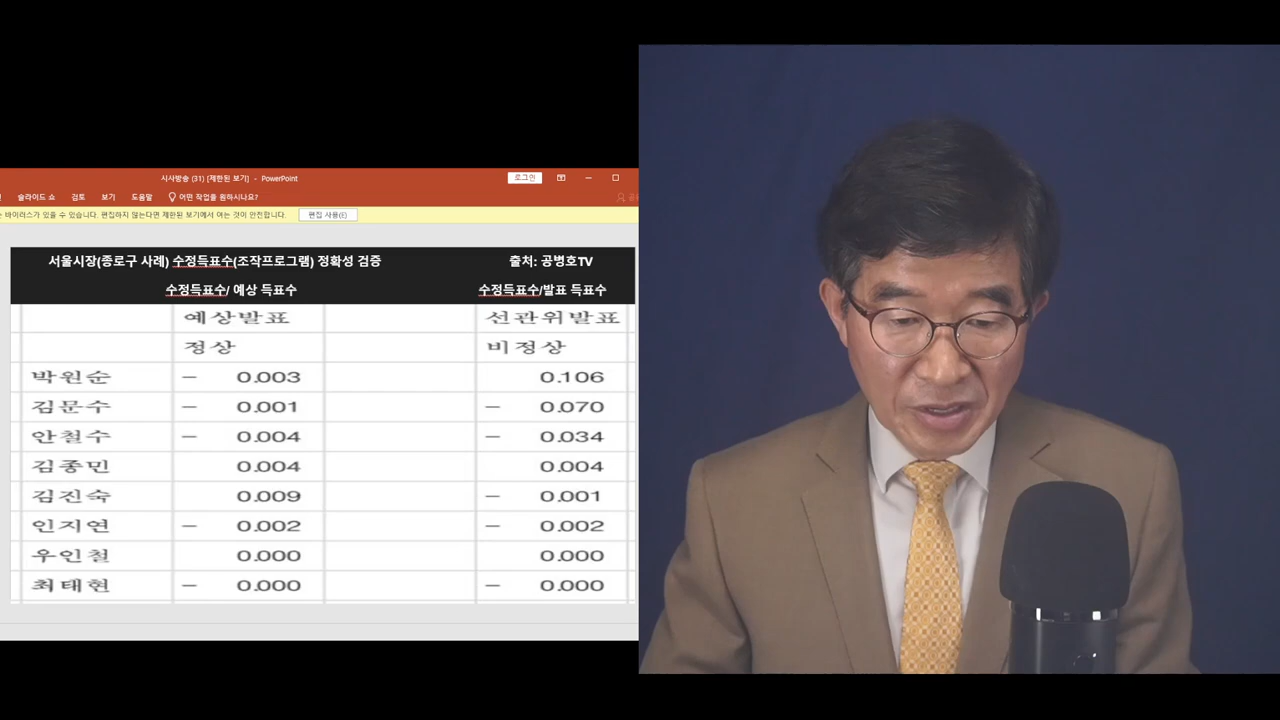 시사방송 (31) [제한된 보기] - PowerPoint
로그인
슬라이드 쇼 검토 보기 도움말 어떤 작업을 원하시나요?
바이러스가 있을 수 있습니다. 편집하지 않는다면 제한된 보기에서 여는 것이 안전합니다. 편집 사용(E)
서울시장(종로구 사례) 수정득표수(조작프로그램) 정확성 검증 출처: 공병호TV
수정득표수/ 예상 득표수 수정득표수/발표 득표수
예상발표 선관위발표
정상 비정상
박원순 - 0.003 0.106
김문수 - 0.001 - 0.070
안철수 - 0.004 - 0.034
김종민 0.004 0.004
김진숙 0.009 - 0.001
인지연 - 0.002 - 0.002
우인철 0.000 0.000
최태현 - 0.000 - 0.000